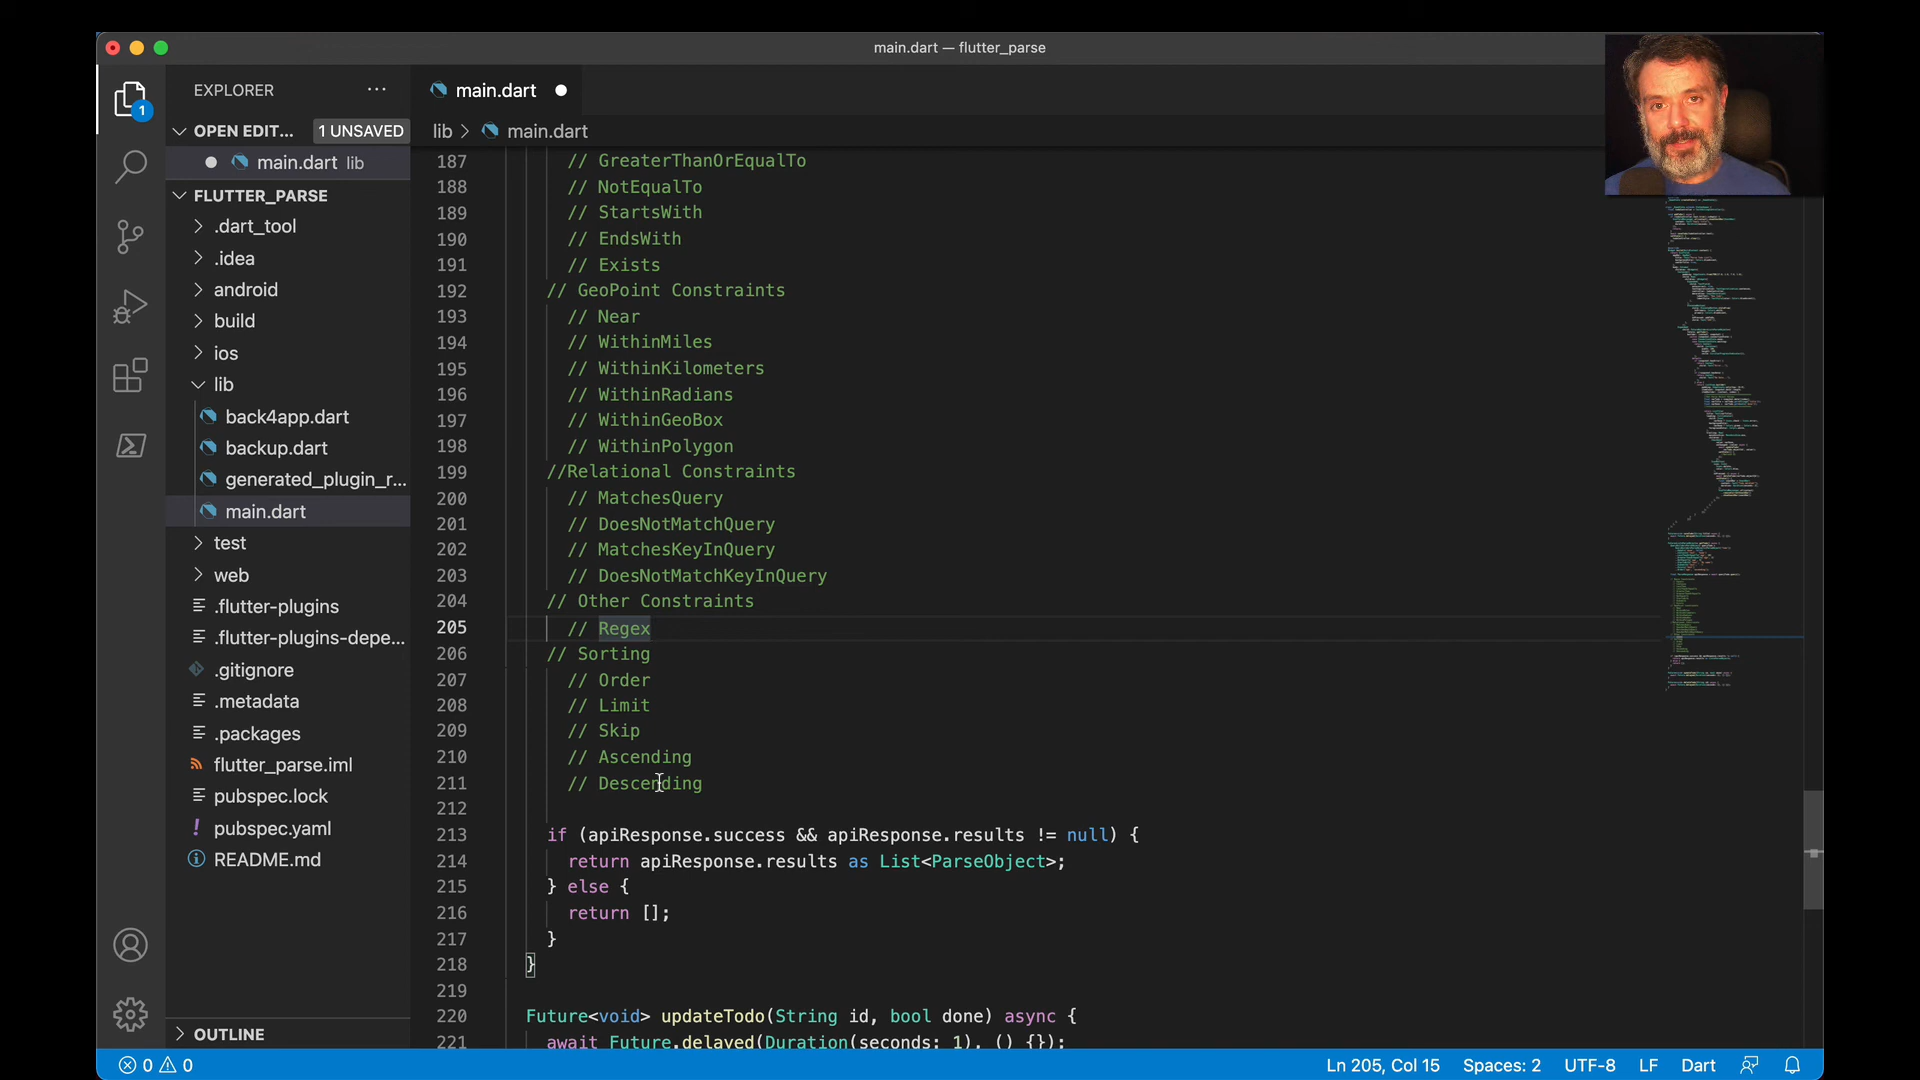 main.dart — flutter_parse
EXPLORER
main.dart
1
OPEN EDIT... 1 UNSAVED
lib > main.dart
main.dart lib
FLUTTER_PARSE
.dart_tool
.idea
android
build
ios
lib
back4app.dart
backup.dart
generated_plugin_r...
main.dart
test
web
.flutter-plugins
.flutter-plugins-depe...
.gitignore
.metadata
.packages
flutter_parse.iml
pubspec.lock
pubspec.yaml
README.md
OUTLINE
187 // GreaterThanOrEqualTo
188 // NotEqualTo
189 // StartsWith
190 // EndsWith
191 // Exists
192 // GeoPoint Constraints
193 // Near
194 // WithinMiles
195 // WithinKilometers
196 // WithinRadians
197 // WithinGeoBox
198 // WithinPolygon
199 //Relational Constraints
200 // MatchesQuery
201 // DoesNotMatchQuery
202 // MatchesKeyInQuery
203 // DoesNotMatchKeyInQuery
204 // Other Constraints
205 // Regex
206 // Sorting
207 // Order
208 // Limit
209 // Skip
210 // Ascending
211 // Descending
212
213 if (apiResponse.success && apiResponse.results != null) {
214 return apiResponse.results as List<ParseObject>;
215 } else {
216 return [];
217 }
218 }
219
220 Future<void> updateTodo(String id, bool done) async {
221 await Future.delayed(Duration(seconds: 1), () {});
0 0
Ln 205, Col 15 Spaces: 2 UTF-8 LF Dart